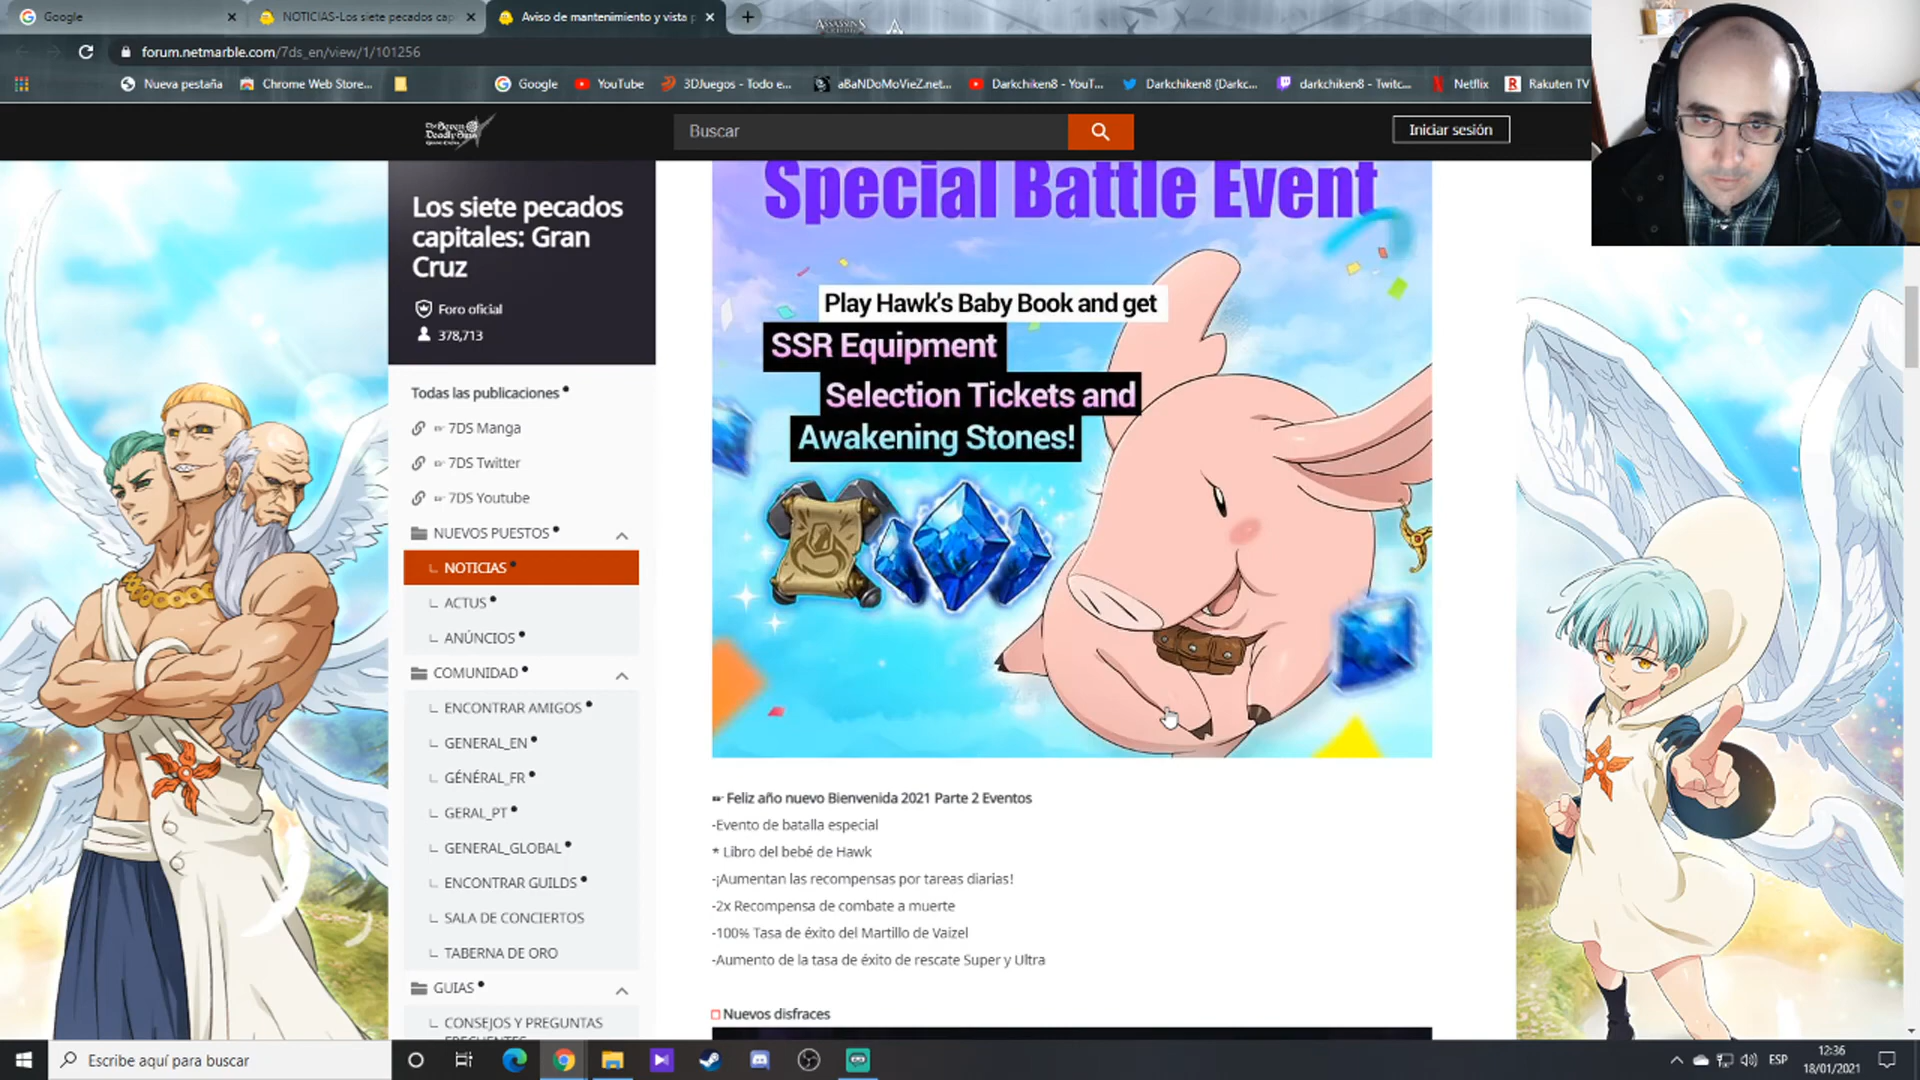 Google
NOTICIAS-Los siete pecados cap
Aviso de mantenimiento y vista p
ASSASSIN'S
forum.netmarble.com/7ds_en/view/1/101256
Nueva pestaña
Chrome Web Store...
Google
YouTube
3DJuegos - Todo e...
aBaNDoMoVieZ.net...
Darkchiken8 - YouT...
Darkchiken8 (Darkc...
darkchiken8 - Twitc...
Netflix
Rakuten TV
The Seven
Deadly Sins
Buscar
Iniciar sesión
Los siete pecados
capitales: Gran
Cruz
Foro oficial
378,713
Todas las publicaciones
7DS Manga
7DS Twitter
7DS Youtube
NUEVOS PUESTOS
NOTICIAS
ACTUS
ANÚNCIOS
COMUNIDAD
ENCONTRAR AMIGOS
GENERAL_EN
GÉNÉRAL_FR
GERAL_PT
GENERAL_GLOBAL
ENCONTRAR GUILDS
SALA DE CONCIERTOS
TABERNA DE ORO
GUIAS
CONSEJOS Y PREGUNTAS
FRECUENTES
Special Battle Event
Play Hawk's Baby Book and get
SSR Equipment
Selection Tickets and
Awakening Stones!
☛ Feliz año nuevo Bienvenida 2021 Parte 2 Eventos
-Evento de batalla especial
* Libro del bebé de Hawk
-¡Aumentan las recompensas por tareas diarias!
-2x Recompensa de combate a muerte
-100% Tasa de éxito del Martillo de Vaizel
-Aumento de la tasa de éxito de rescate Super y Ultra
Nuevos disfraces
Escribe aquí para buscar
ESP
12:36
18/01/2021